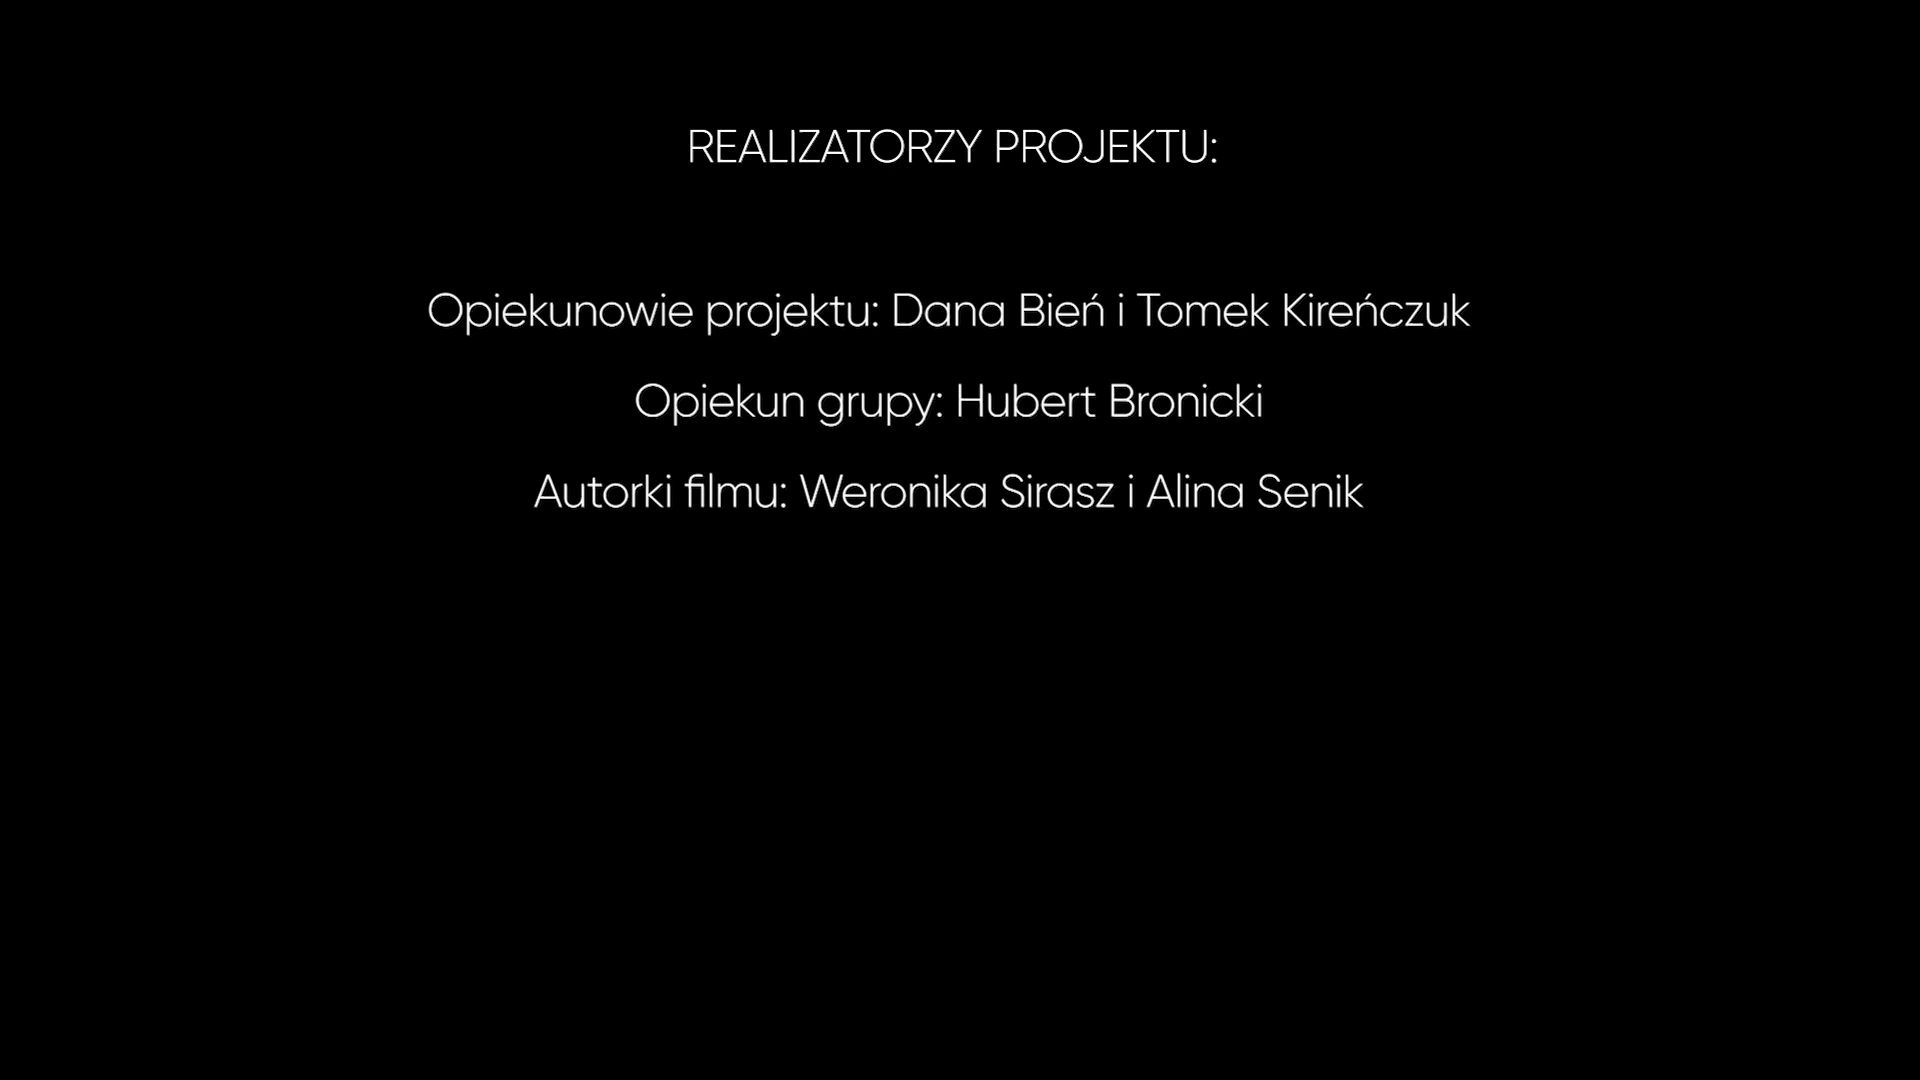 REALIZATORZY PROJEKTU:
Opiekunowie projektu: Dana Bień i Tomek Kireńczuk
Opiekun grupy: Hubert Bronicki
Autorki filmu: Weronika Sirasz i Alina Senik